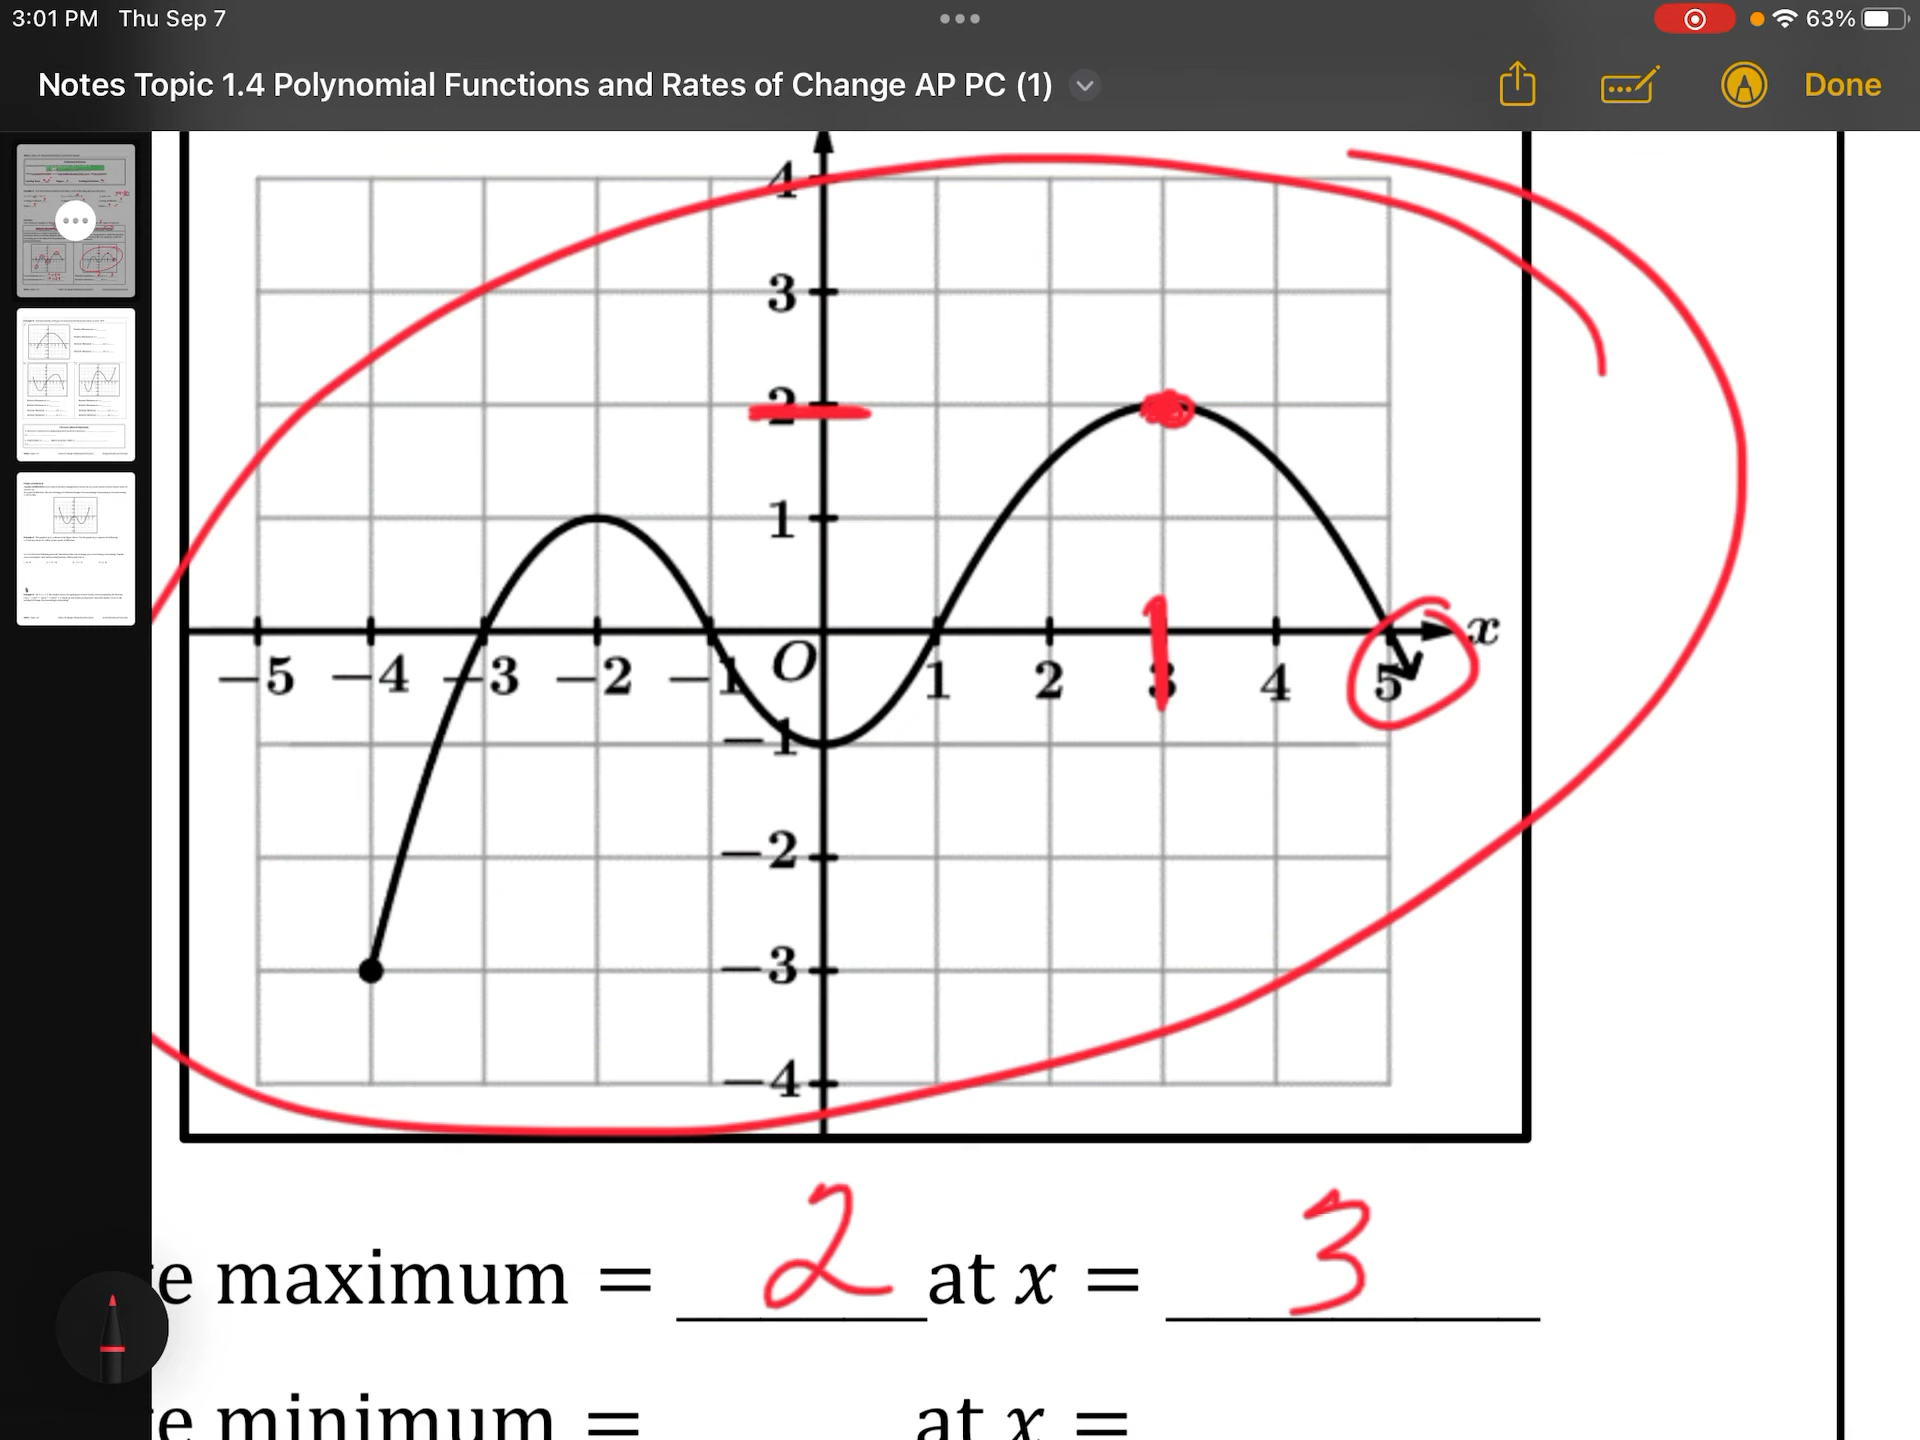 3:01 PM Thu Sep 7
63%
Notes Topic 1.4 Polynomial Functions and Rates of Change AP PC (1)
Done
4
3
2
1
−5 −4 −3 −2 −1 O 1 2 3 4 5 x
−1
−2
−3
−4
e maximum = 2 at x = 3
e minimum = at x =